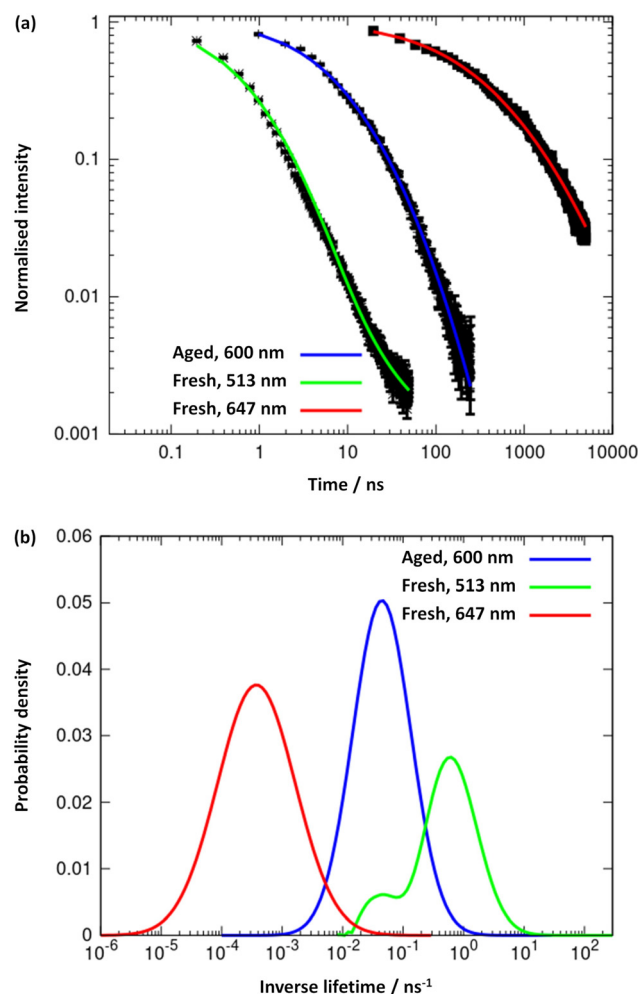 (a)
1
0.1
0.01
0.001
Normalised intensity
Aged, 600 nm
Fresh, 513 nm
Fresh, 647 nm
0.1 1 10 100 1000 10000
Time / ns
(b)
0.06
0.05
0.04
0.03
0.02
0.01
0
Probability density
Aged, 600 nm
Fresh, 513 nm
Fresh, 647 nm
10⁻⁶ 10⁻⁵ 10⁻⁴ 10⁻³ 10⁻² 10⁻¹ 10⁰ 10¹ 10²
Inverse lifetime / ns⁻¹